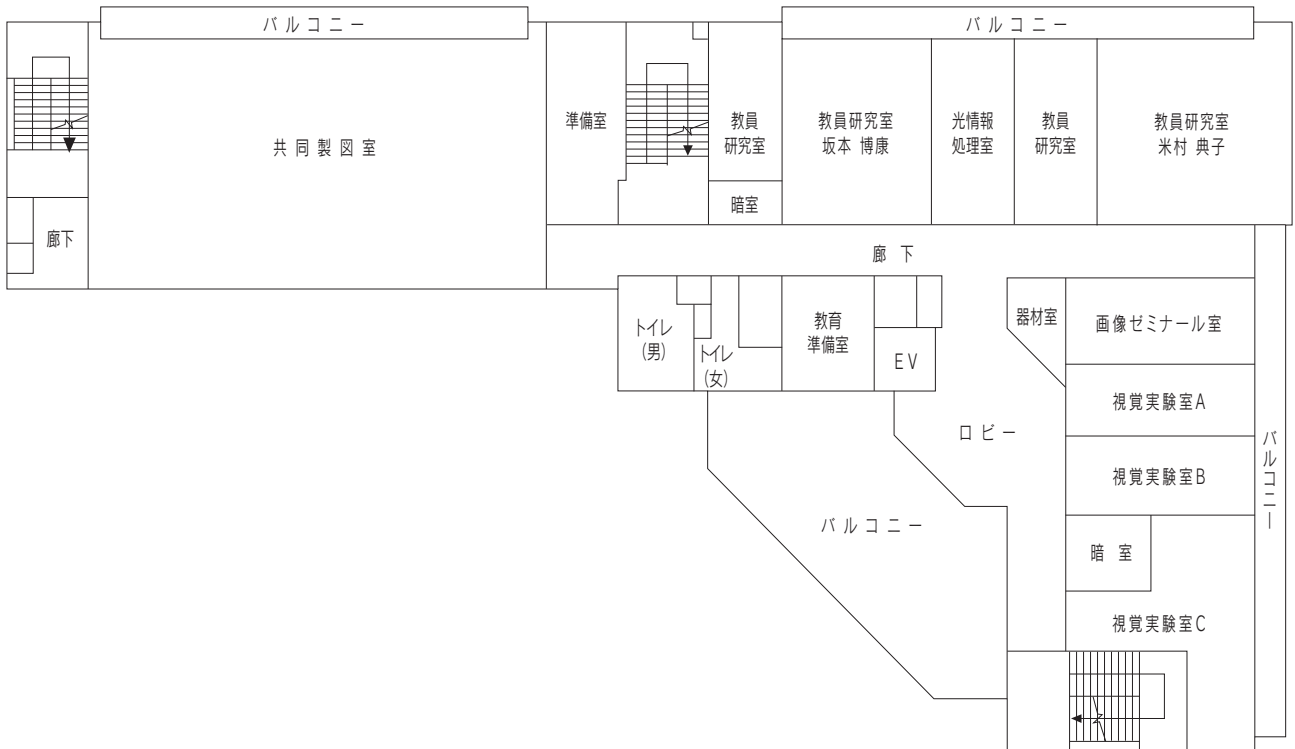 バルコニー
バルコニー
共同製図室
準備室
教員
研究室
教員研究室
坂本 博康
光情報
処理室
教員
研究室
教員研究室
米村 典子
暗室
廊下
廊下
トイレ
(男)
トイレ
(女)
教育
準備室
EV
器材室
画像ゼミナール室
視覚実験室A
ロビー
視覚実験室B
バルコニー
バルコニー
暗室
視覚実験室C